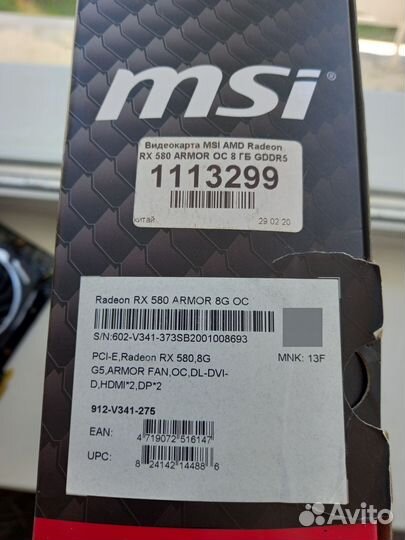 msi®
Видеокарта MSI AMD Radeon
RX 580 ARMOR OC 8 ГБ GDDR5
1113299
китай
29.02.20
Radeon RX 580 ARMOR 8G OC
S/N:602-V341-373SB2001008693
PCI-E,Radeon RX 580,8G
G5,ARMOR FAN,OC,DL-DVI-
D,HDMI*2,DP*2
MNK: 13F
912-V341-275
EAN:
4 719072 516147
UPC:
8 24142 14488 6
Avito